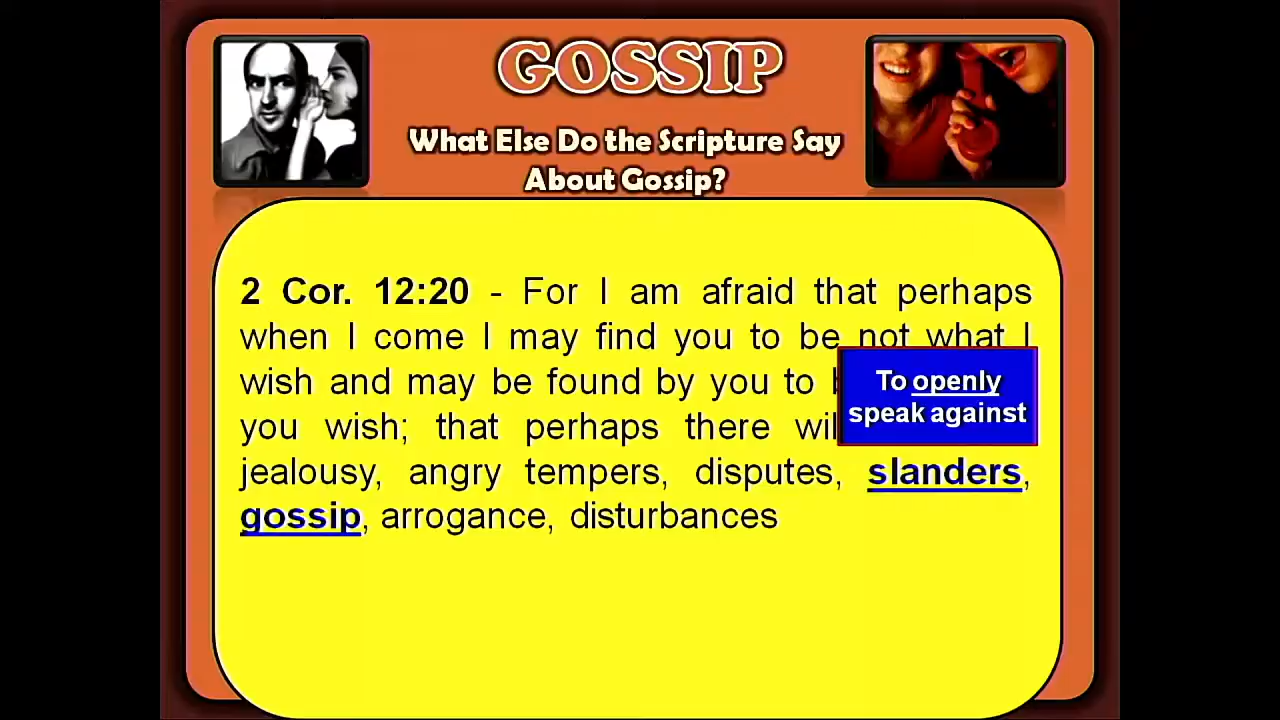 GOSSIP
What Else Do the Scripture Say
About Gossip?
2 Cor. 12:20 - For I am afraid that perhaps
when I come I may find you to be not what I
wish and may be found by you to
you wish; that perhaps there
jealousy, angry tempers, disputes, slanders,
gossip, arrogance, disturbances
To openly
speak against